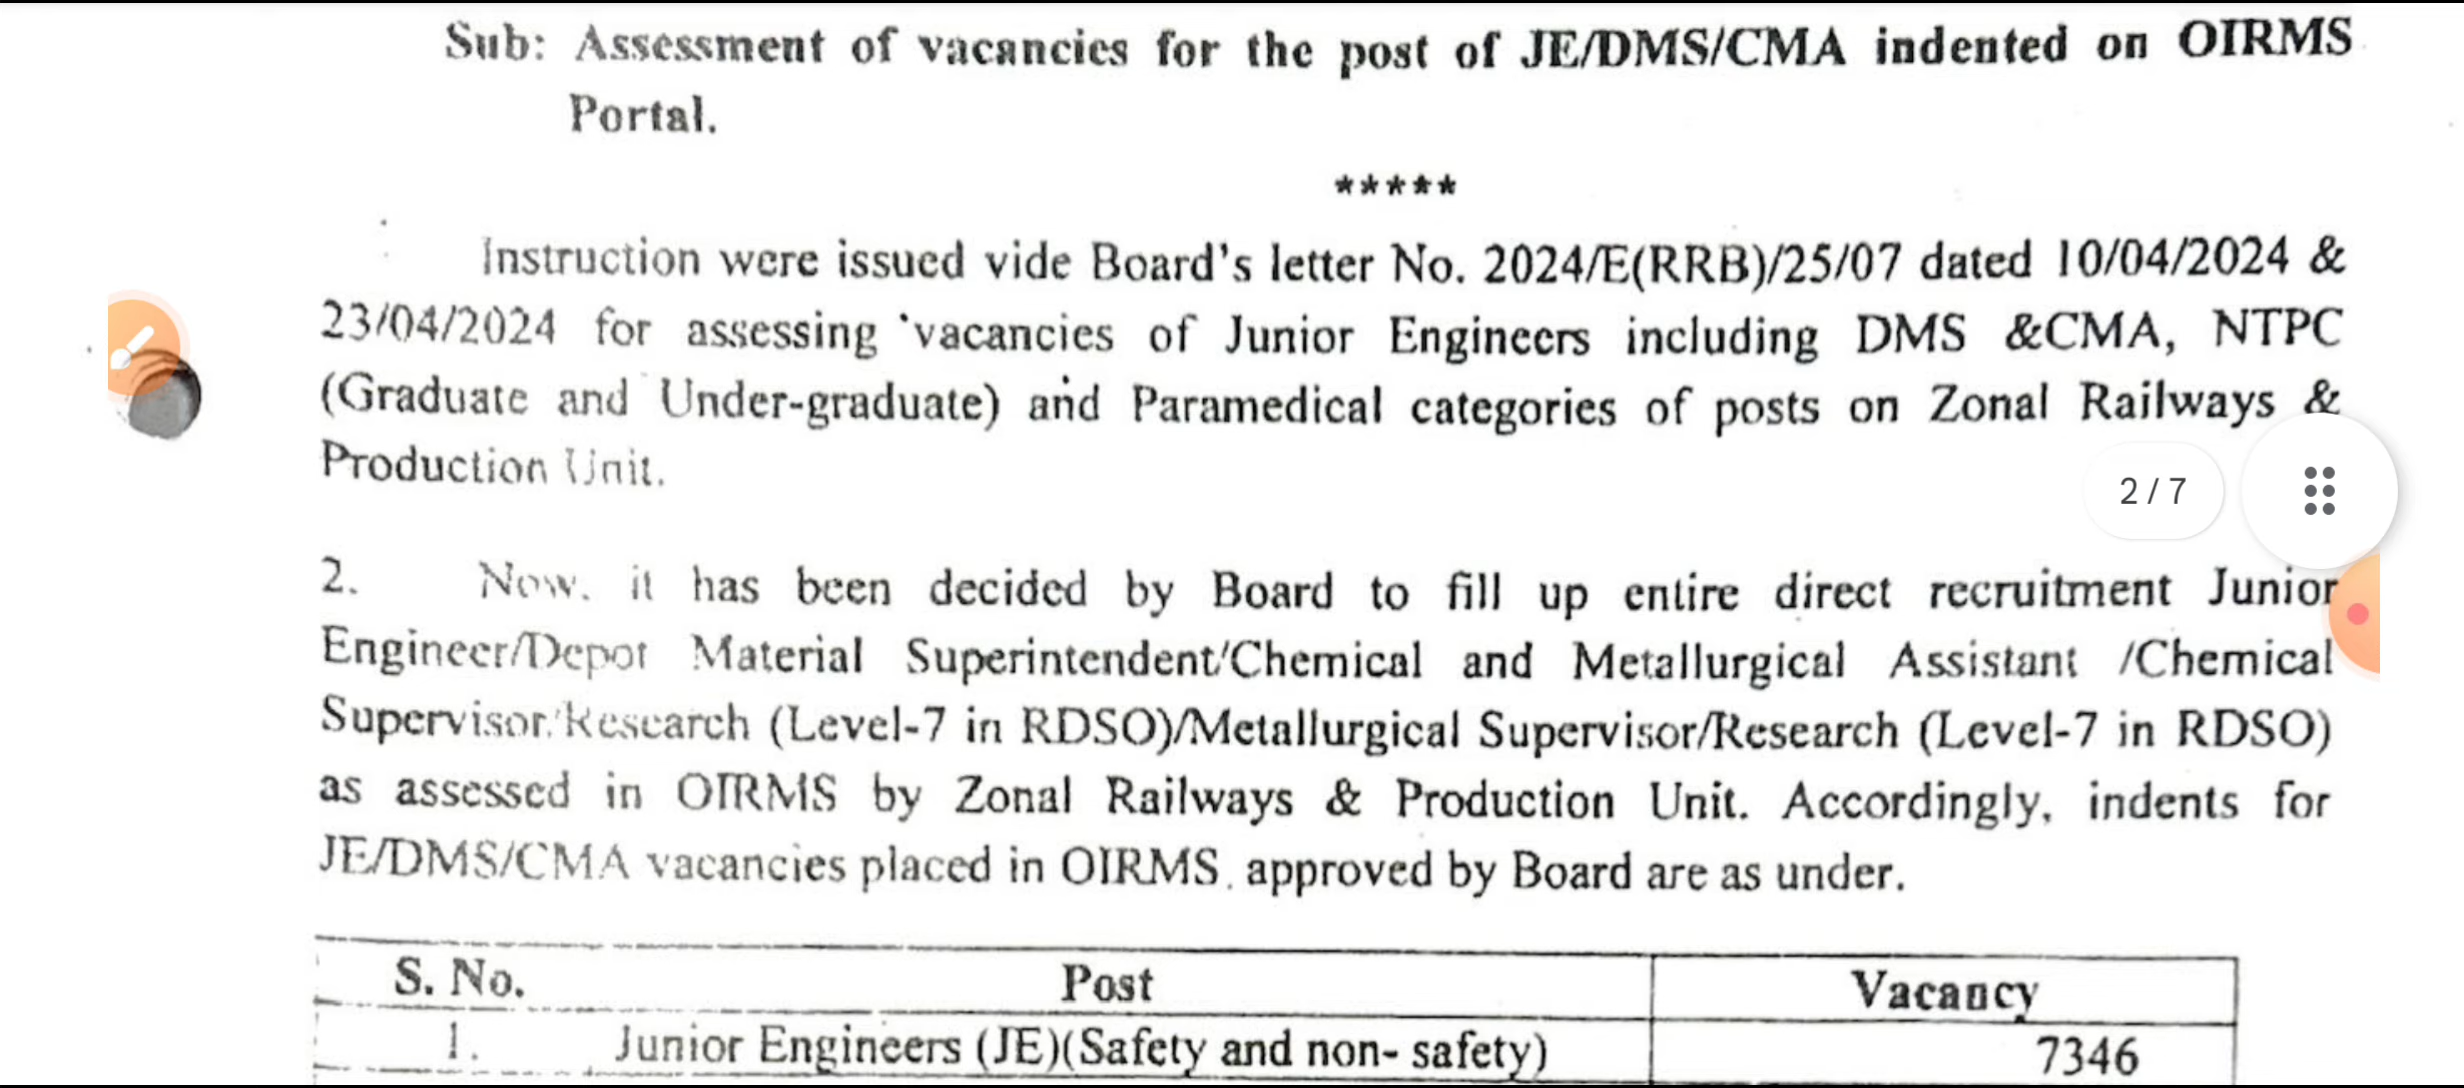 Sub: Assessment of vacancies for the post of JE/DMS/CMA indented on OIRMS
Portal.
*****
Instruction were issued vide Board's letter No. 2024/E(RRB)/25/07 dated 10/04/2024 &
23/04/2024 for assessing vacancies of Junior Engineers including DMS &CMA, NTPC
(Graduate and Under-graduate) and Paramedical categories of posts on Zonal Railways &
Production Unit.
2 / 7
2. Now, it has been decided by Board to fill up entire direct recruitment Junior
Engineer/Depot Material Superintendent/Chemical and Metallurgical Assistant /Chemical
Supervisor/Research (Level-7 in RDSO)/Metallurgical Supervisor/Research (Level-7 in RDSO)
as assessed in OIRMS by Zonal Railways & Production Unit. Accordingly, indents for
JE/DMS/CMA vacancies placed in OIRMS, approved by Board are as under.
S. No. Post Vacancy
1. Junior Engineers (JE)(Safety and non- safety) 7346